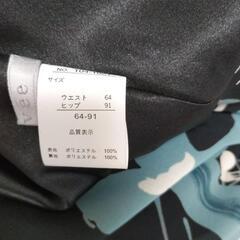 サイズ
ウエスト 64
ヒップ 91
64-91
品質表示
表地 ポリエステル 100%
裏地 ポリエステル 100%